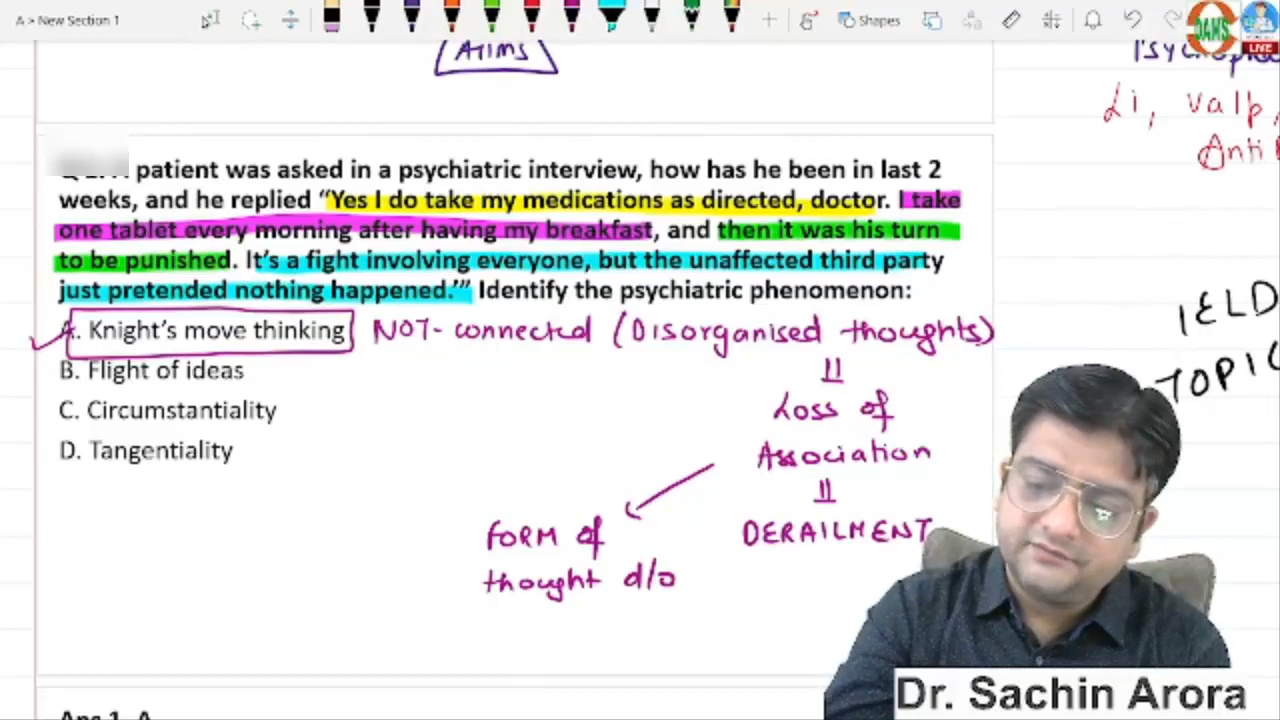 A > New Section 1
Shapes
DAMS
LIVE
AIIMS
Li, valp,
patient was asked in a psychiatric interview, how has he been in last 2
weeks, and he replied “Yes I do take my medications as directed, doctor. I take
one tablet every morning after having my breakfast, and then it was his turn
to be punished. It’s a fight involving everyone, but the unaffected third party
just pretended nothing happened.’” Identify the psychiatric phenomenon:
A. Knight’s move thinking
NOT-connected (Disorganised thoughts)
B. Flight of ideas
C. Circumstantiality
D. Tangentiality
Loss of
Association
DERAILMENT
FORM of
thought d/o
TOPIC
Dr. Sachin Arora
Ans 1. A